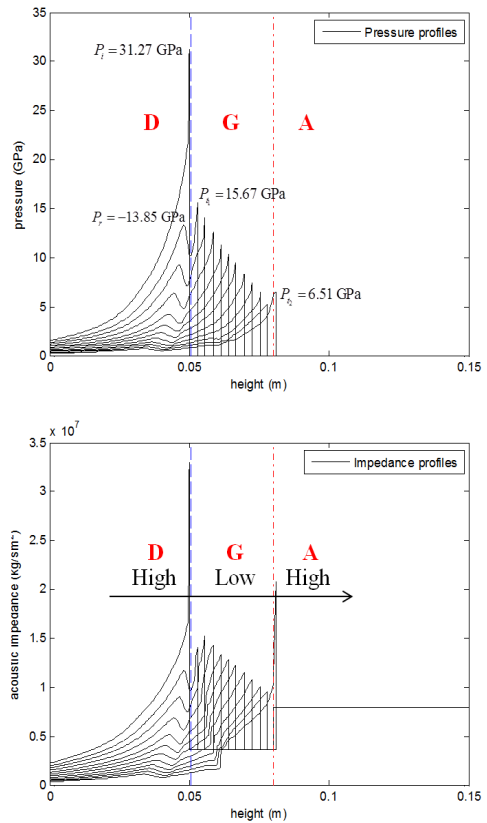 35
30
25
20
15
10
5
0
pressure (GPa)
Pressure profiles
P_i = 31.27 GPa
D
G
A
P_t1 = 15.67 GPa
P_r = −13.85 GPa
P_t2 = 6.51 GPa
0
0.05
0.1
0.15
height (m)
x 10^7
3.5
3
2.5
2
1.5
1
0.5
0
acoustic impedance (kg/sm²)
Impedance profiles
D
G
A
High
Low
High
0
0.05
0.1
0.15
height (m)